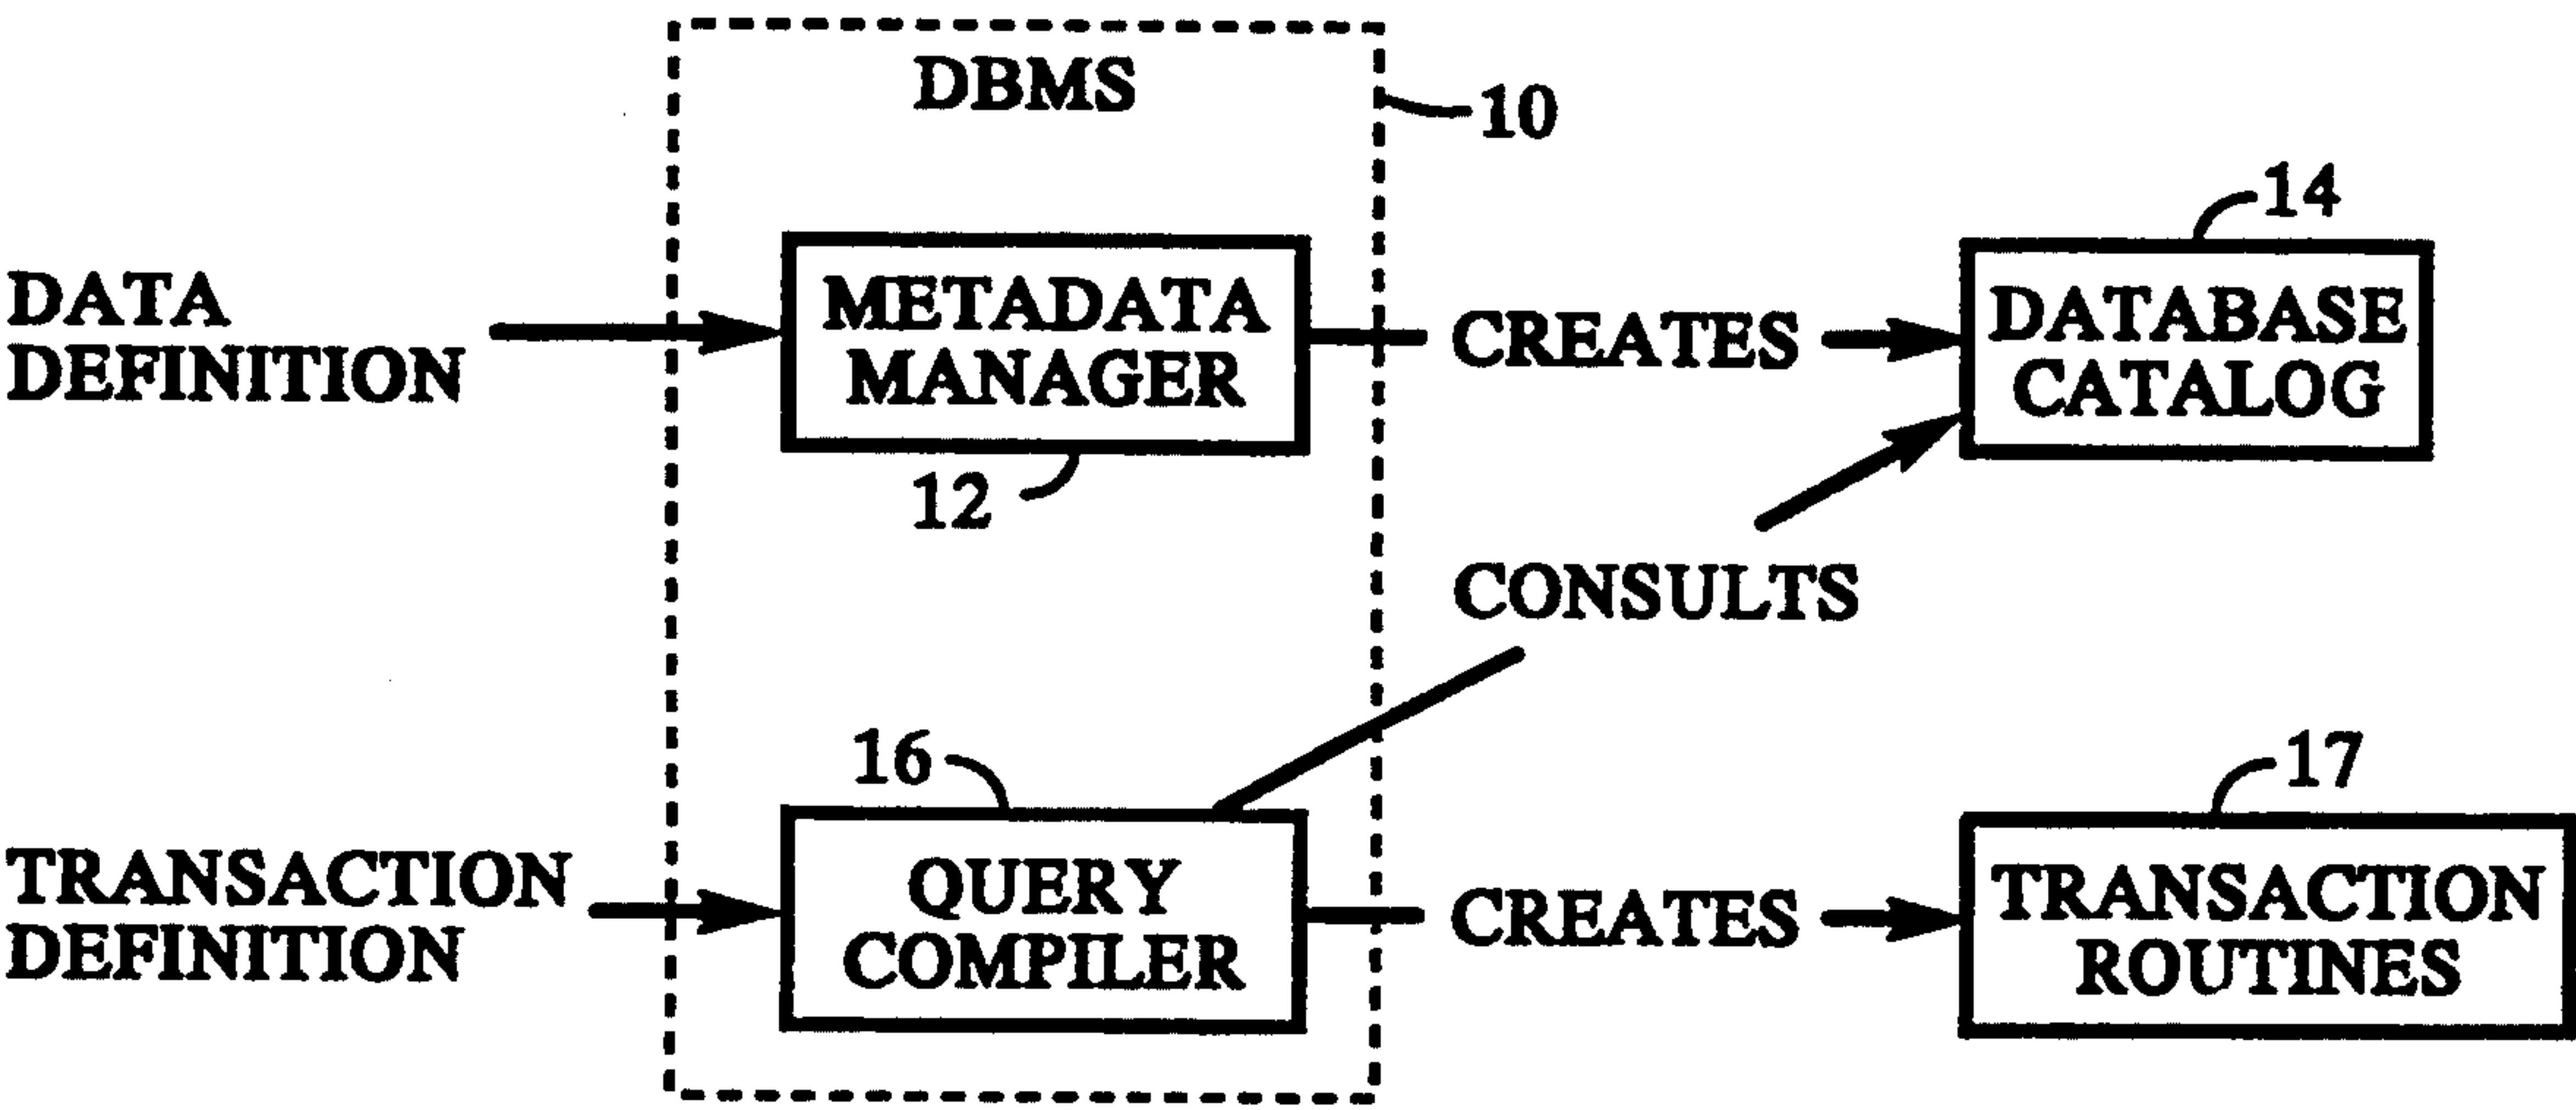 DBMS
10
14
DATA
DEFINITION
METADATA
MANAGER
CREATES
DATABASE
CATALOG
12
CONSULTS
16
17
TRANSACTION
DEFINITION
QUERY
COMPILER
CREATES
TRANSACTION
ROUTINES